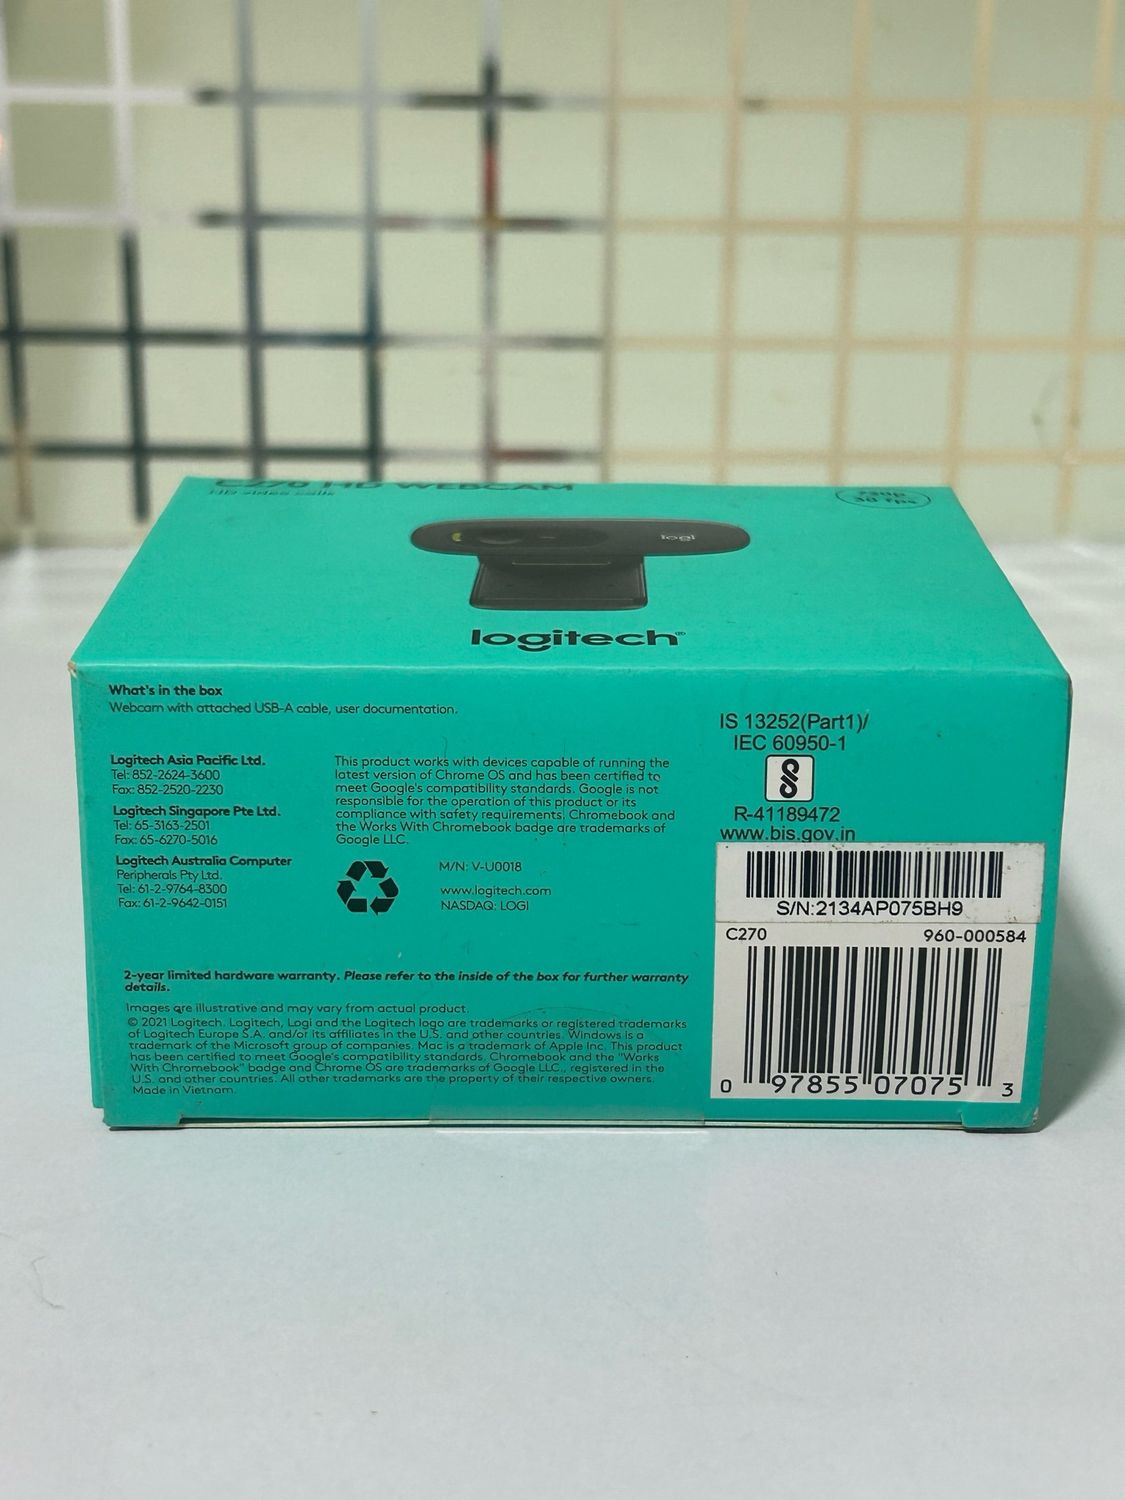 C270 HD WEBCAM
HD video calls
720p
30 fps
logi
logitech®
What's in the box
Webcam with attached USB-A cable, user documentation.
Logitech Asia Pacific Ltd.
Tel: 852-2624-3600
Fax: 852-2520-2230
Logitech Singapore Pte Ltd.
Tel: 65-3163-2501
Fax: 65-6270-5016
Logitech Australia Computer
Peripherals Pty Ltd.
Tel: 61-2-9764-8300
Fax: 61-2-9642-0151
This product works with devices capable of running the
latest version of Chrome OS and has been certified to
meet Google's compatibility standards. Google is not
responsible for the operation of this product or its
compliance with safety requirements. Chromebook and
the Works With Chromebook badge are trademarks of
Google LLC.
M/N: V-U0018
www.logitech.com
NASDAQ: LOGI
IS 13252(Part1)/
IEC 60950-1
R-41189472
www.bis.gov.in
S/N:2134AP075BH9
C270 960-000584
0 97855 07075 3
2-year limited hardware warranty. Please refer to the inside of the box for further warranty
details.
Images are illustrative and may vary from actual product.
© 2021 Logitech. Logitech, Logi and the Logitech logo are trademarks or registered trademarks
of Logitech Europe S.A. and/or its affiliates in the U.S. and other countries. Windows is a
trademark of the Microsoft group of companies. Mac is a trademark of Apple Inc. This product
has been certified to meet Google's compatibility standards. Chromebook and the "Works
With Chromebook" badge and Chrome OS are trademarks of Google LLC., registered in the
U.S. and other countries. All other trademarks are the property of their respective owners.
Made in Vietnam.